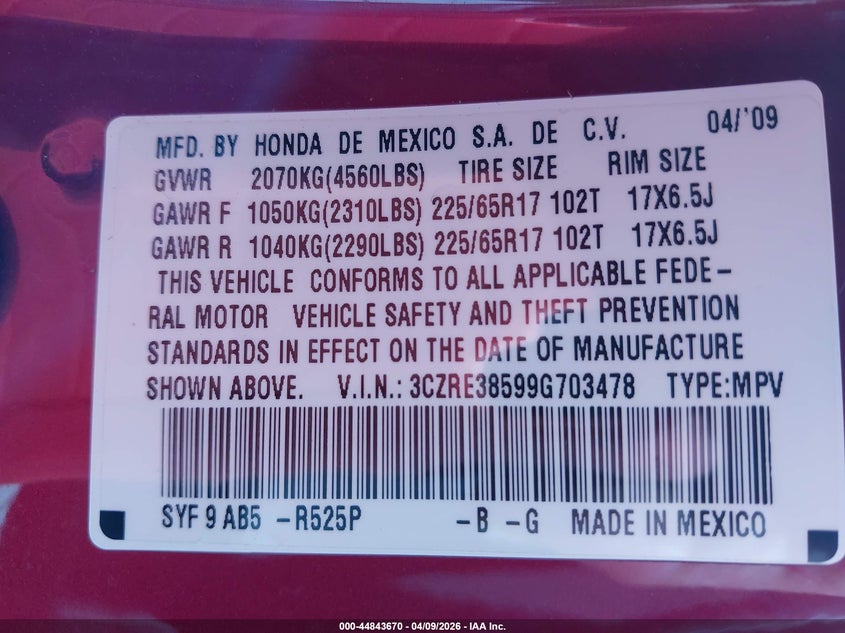 MFD. BY HONDA DE MEXICO S.A. DE C.V. 04/'09
GVWR 2070KG(4560LBS) TIRE SIZE RIM SIZE
GAWR F 1050KG(2310LBS) 225/65R17 102T 17X6.5J
GAWR R 1040KG(2290LBS) 225/65R17 102T 17X6.5J
THIS VEHICLE CONFORMS TO ALL APPLICABLE FEDE-
RAL MOTOR VEHICLE SAFETY AND THEFT PREVENTION
STANDARDS IN EFFECT ON THE DATE OF MANUFACTURE
SHOWN ABOVE. V.I.N.: 3CZRE38599G703478 TYPE:MPV
SYF 9 AB5 -R525P -B -G MADE IN MEXICO
000-44843670 - 04/09/2026 - IAA Inc.